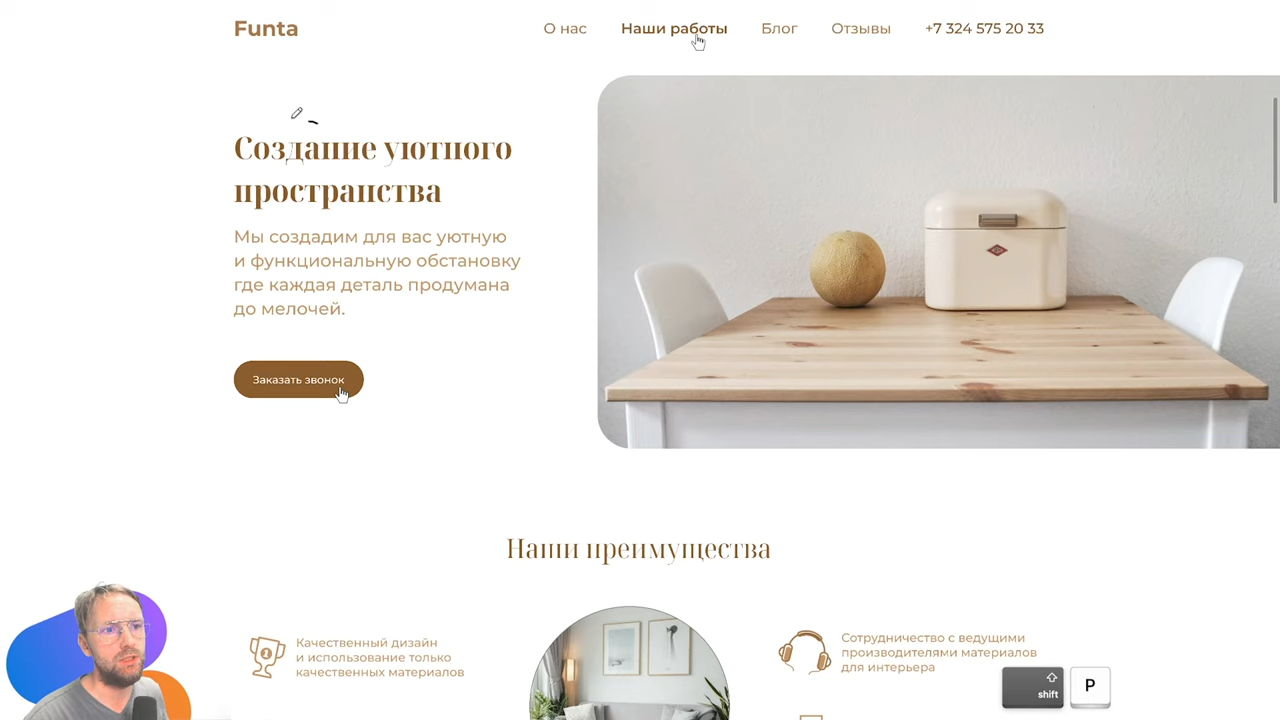 Funta
О нас
Наши работы
Блог
Отзывы
+7 324 575 20 33
Создание уютного
пространства
Мы создадим для вас уютную
и функциональную обстановку
где каждая деталь продумана
до мелочей.
Заказать звонок
Наши преимущества
Качественный дизайн
и использование только
качественных материалов
Сотрудничество с ведущими
производителями материалов
для интерьера
shift
P